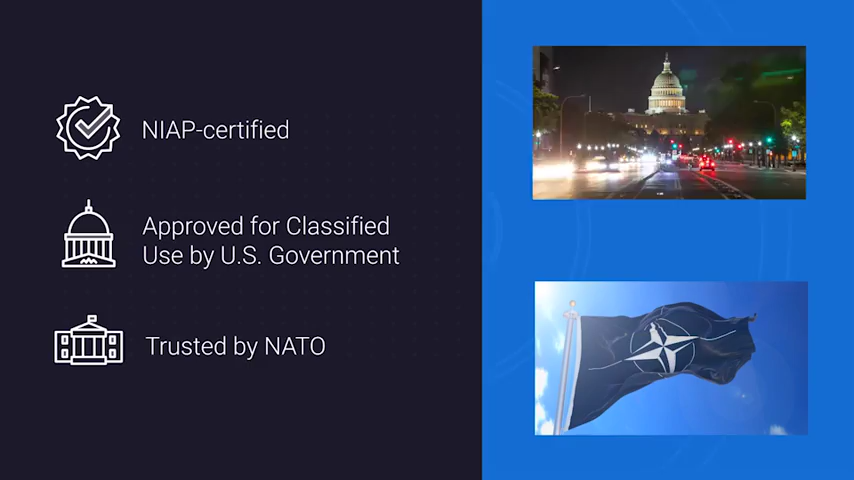 NIAP-certified
Approved for Classified
Use by U.S. Government
Trusted by NATO